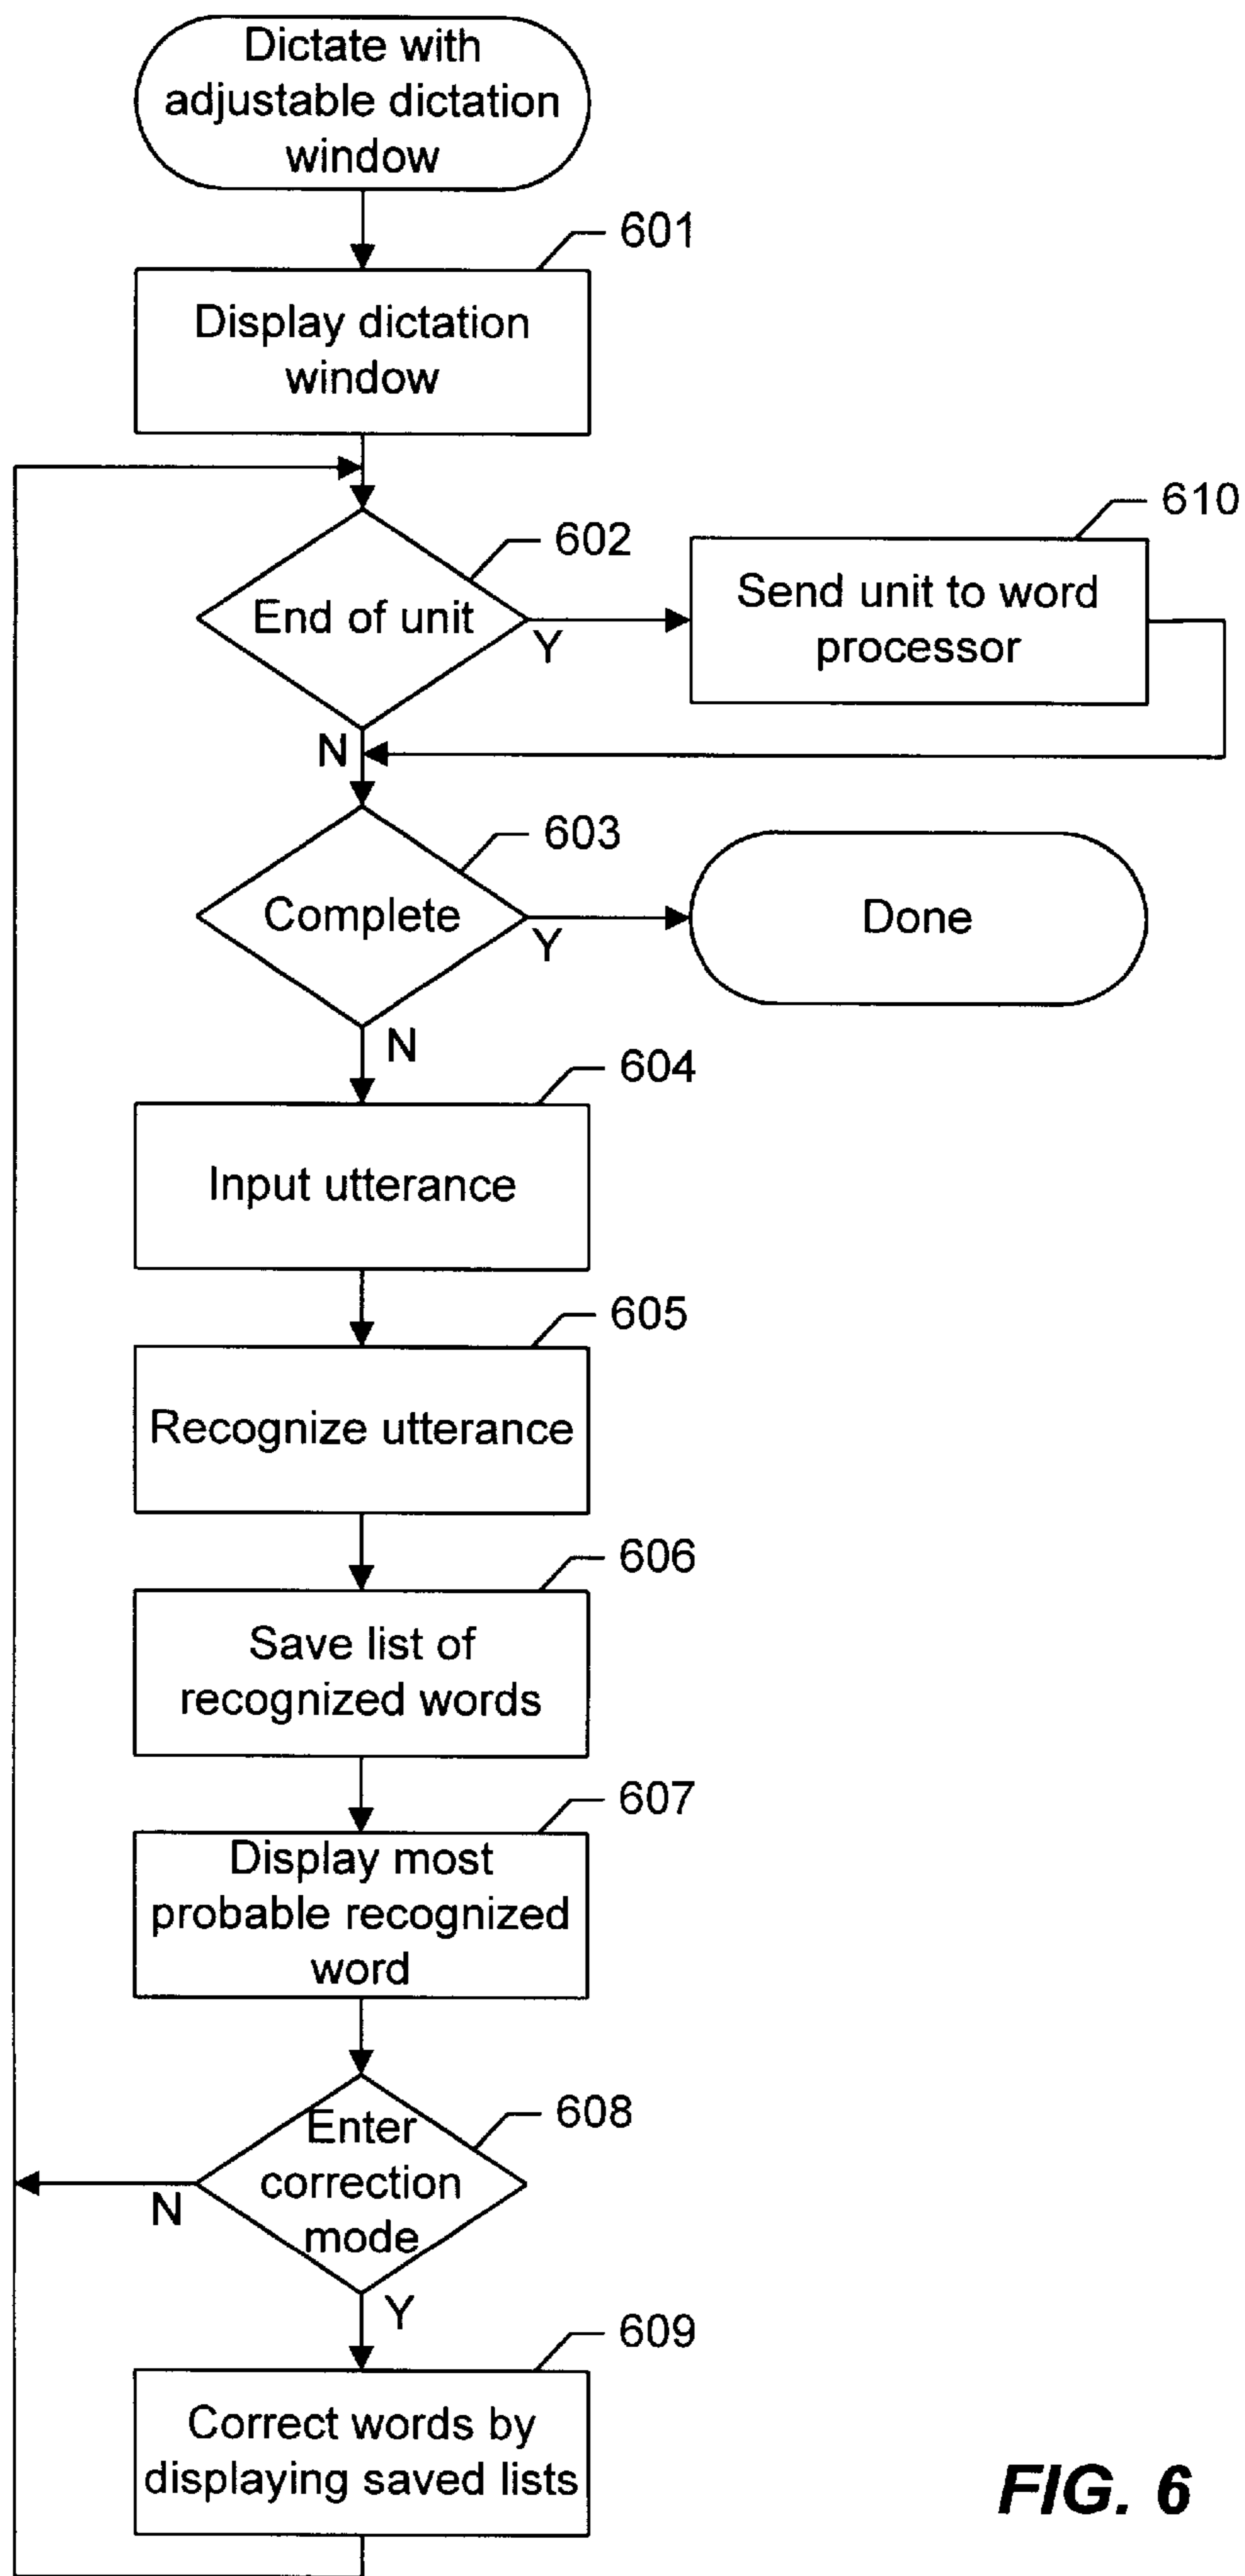 Dictate with
adjustable dictation
window
601
Display dictation
window
602
End of unit
Y
610
Send unit to word
processor
N
603
Complete
Y
Done
N
604
Input utterance
605
Recognize utterance
606
Save list of
recognized words
607
Display most
probable recognized
word
608
Enter
correction
mode
N
Y
609
Correct words by
displaying saved lists
FIG. 6